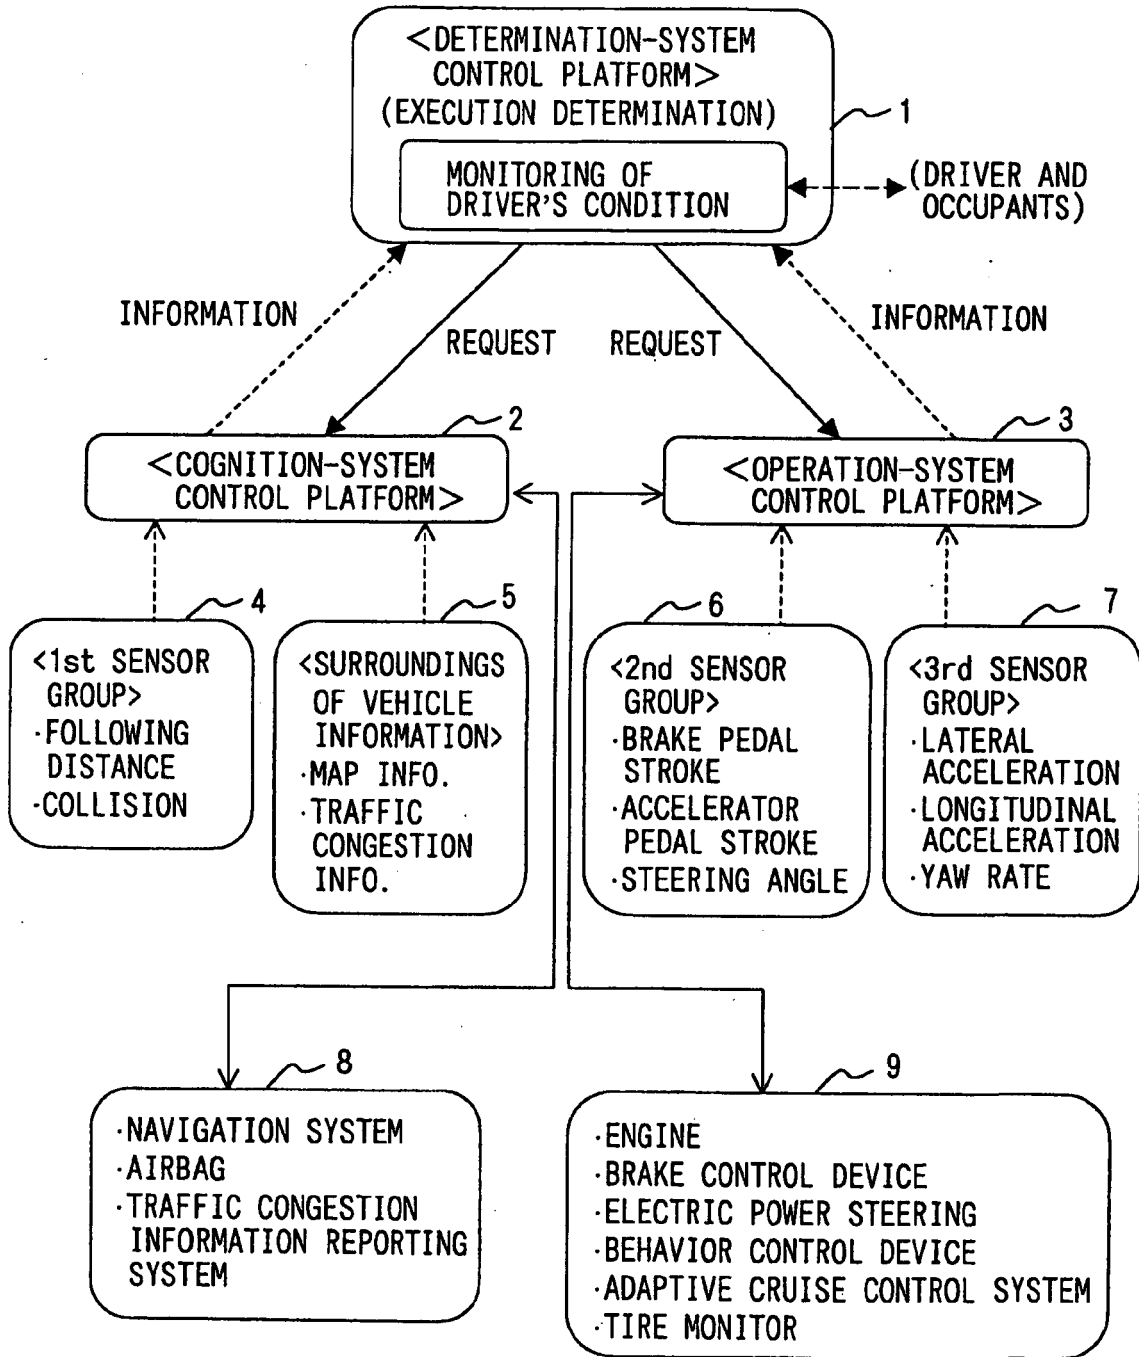 <DETERMINATION-SYSTEM
CONTROL PLATFORM>
(EXECUTION DETERMINATION)
1
MONITORING OF
DRIVER'S CONDITION
(DRIVER AND
OCCUPANTS)
INFORMATION
REQUEST
REQUEST
INFORMATION
2
<COGNITION-SYSTEM
CONTROL PLATFORM>
3
<OPERATION-SYSTEM
CONTROL PLATFORM>
4
<1st SENSOR
GROUP>
·FOLLOWING
DISTANCE
·COLLISION
5
<SURROUNDINGS
OF VEHICLE
INFORMATION>
·MAP INFO.
·TRAFFIC
CONGESTION
INFO.
6
<2nd SENSOR
GROUP>
·BRAKE PEDAL
STROKE
·ACCELERATOR
PEDAL STROKE
·STEERING ANGLE
7
<3rd SENSOR
GROUP>
·LATERAL
ACCELERATION
·LONGITUDINAL
ACCELERATION
·YAW RATE
8
·NAVIGATION SYSTEM
·AIRBAG
·TRAFFIC CONGESTION
INFORMATION REPORTING
SYSTEM
9
·ENGINE
·BRAKE CONTROL DEVICE
·ELECTRIC POWER STEERING
·BEHAVIOR CONTROL DEVICE
·ADAPTIVE CRUISE CONTROL SYSTEM
·TIRE MONITOR